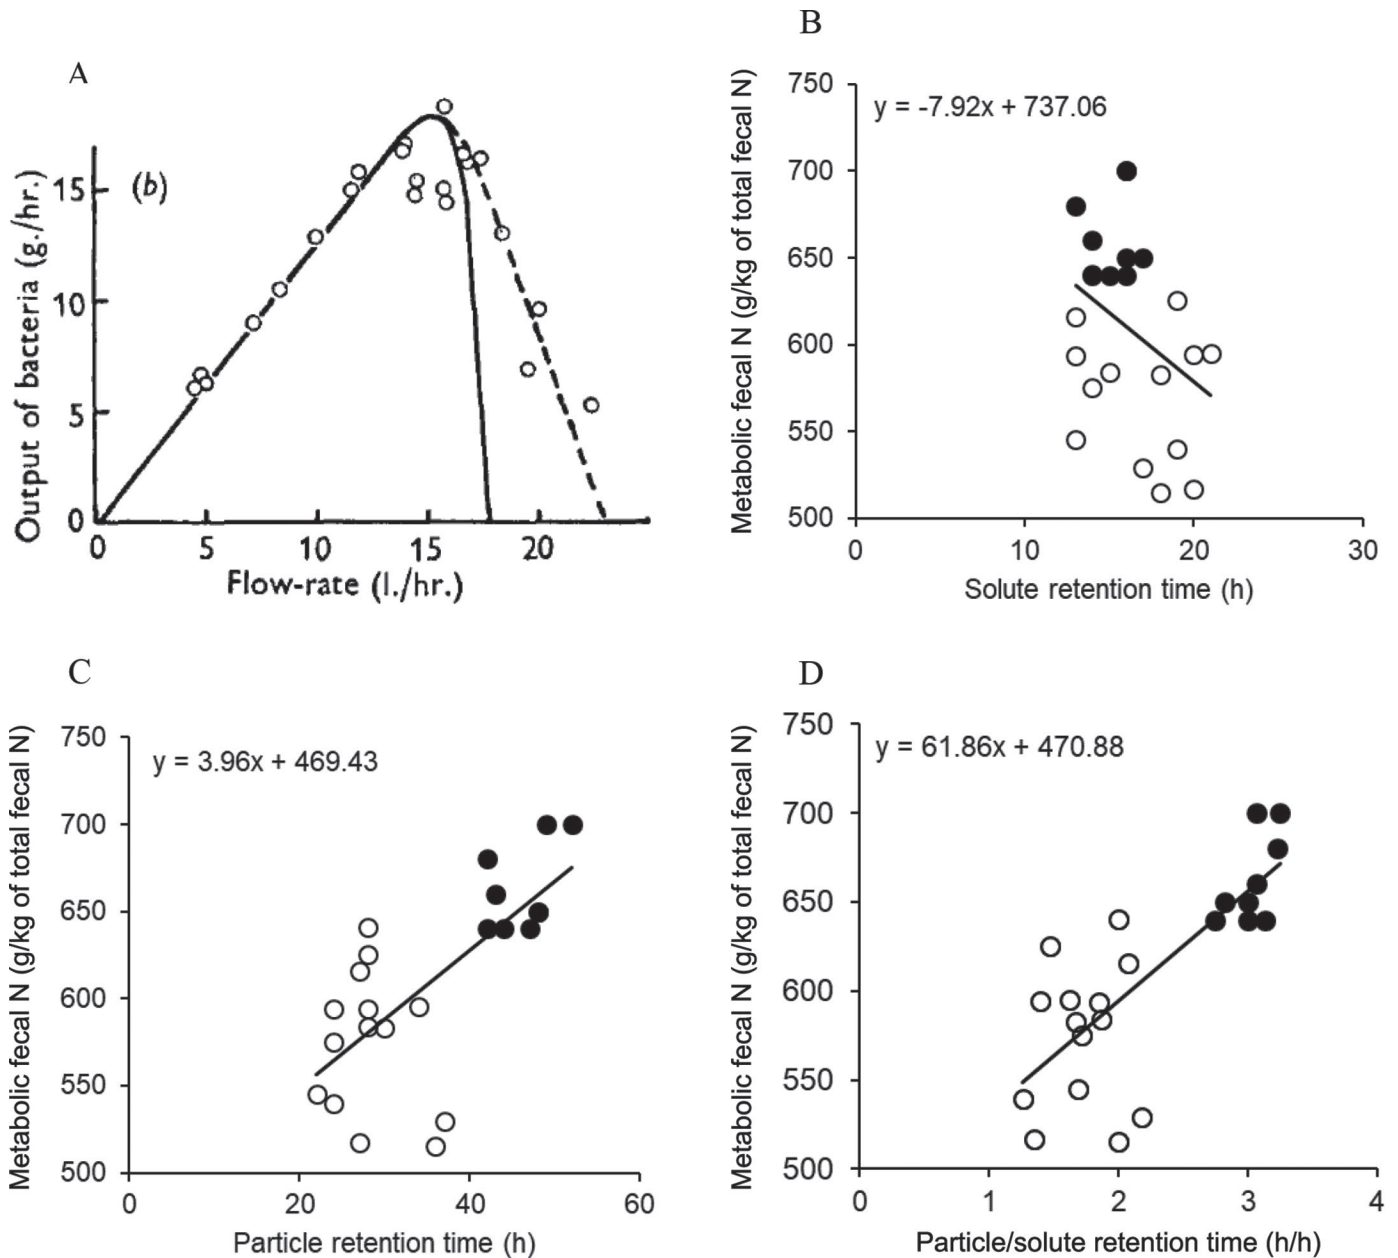 A
Output of bacteria (g./hr.)
(b)
15
10
5
0
0 5 10 15 20
Flow-rate (l./hr.)
B
Metabolic fecal N (g/kg of total fecal N)
y = -7.92x + 737.06
750
700
650
600
550
500
0 10 20 30
Solute retention time (h)
C
Metabolic fecal N (g/kg of total fecal N)
y = 3.96x + 469.43
750
700
650
600
550
500
0 20 40 60
Particle retention time (h)
D
Metabolic fecal N (g/kg of total fecal N)
y = 61.86x + 470.88
750
700
650
600
550
500
0 1 2 3 4
Particle/solute retention time (h/h)